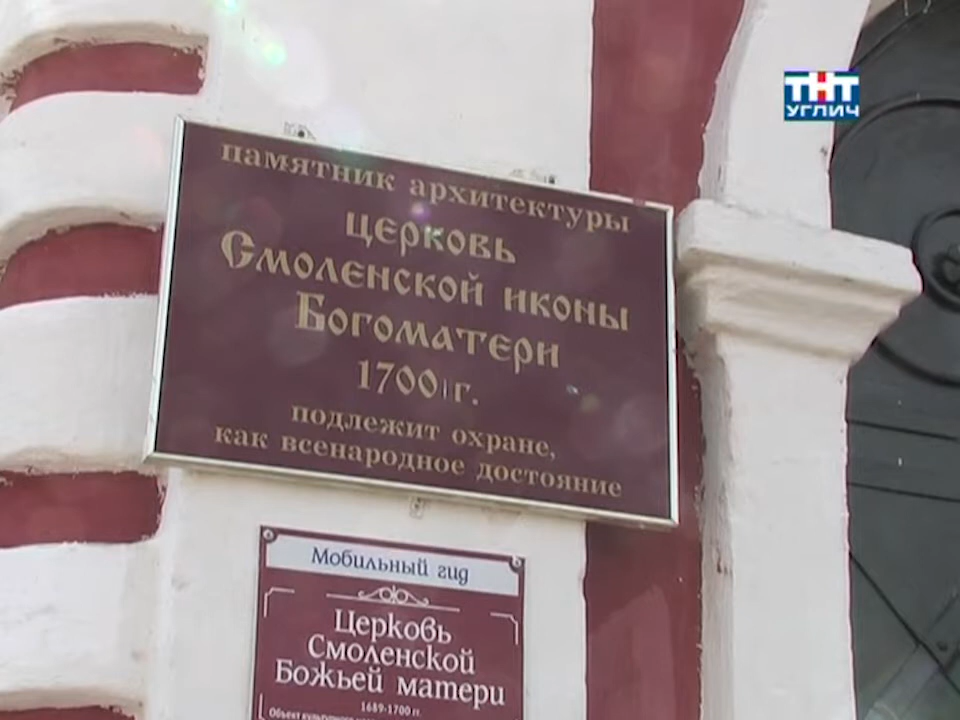 ТНТ
УГЛИЧ
памятник архитектуры
церковь
Смоленской иконы
Богоматери
1700 г.
подлежит охране,
как всенародное достояние
Мобильный гид
Церковь
Смоленской
Божьей матери
1689-1700 гг.
Объект